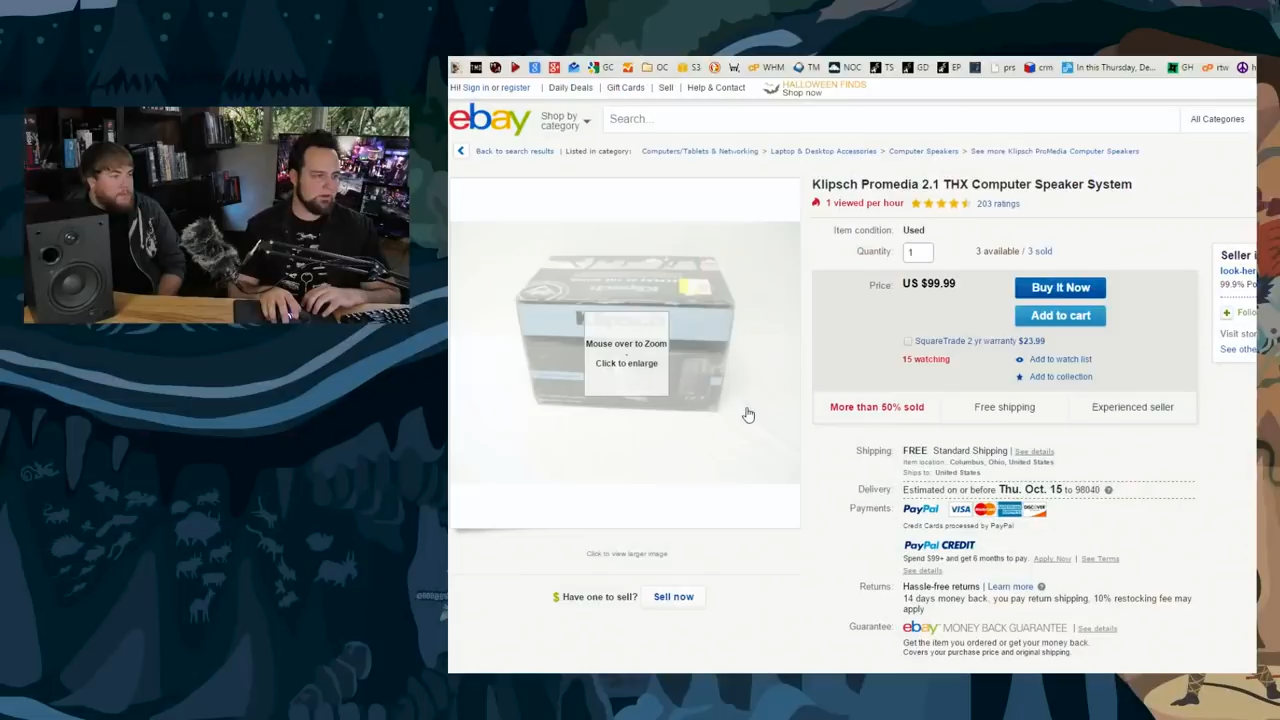 GC
OC
S3
WHM
TM
NOC
TS
GD
EP
prs
crm
In this Thursday, De...
GH
rtw
Hi! Sign in or register
Daily Deals
Gift Cards
Sell
Help & Contact
HALLOWEEN FINDS
Shop now
ebay
Shop by
category
Search...
All Categories
Back to search results
Listed in category:
Computers/Tablets & Networking > Laptop & Desktop Accessories > Computer Speakers > See more Klipsch ProMedia Computer Speakers
Klipsch Promedia 2.1 THX Computer Speaker System
1 viewed per hour
203 ratings
Item condition: Used
Quantity: 1
3 available / 3 sold
Price: US $99.99
Buy It Now
Add to cart
SquareTrade 2 yr warranty $23.99
15 watching
Add to watch list
Add to collection
More than 50% sold
Free shipping
Experienced seller
Seller i
look-her
99.9% Po
Follo
Visit stor
See othe
Mouse over to Zoom
-
Click to enlarge
Click to view larger image
$ Have one to sell?
Sell now
Shipping: FREE Standard Shipping | See details
Item location: Columbus, Ohio, United States
Ships to: United States
Delivery: Estimated on or before Thu. Oct. 15 to 98040
Payments: PayPal VISA MasterCard DISCOVER
Credit Cards processed by PayPal
PayPal CREDIT
Spend $99+ and get 6 months to pay. Apply Now | See Terms
See details
Returns: Hassle-free returns | Learn more
14 days money back, you pay return shipping, 10% restocking fee may
apply
Guarantee: ebay MONEY BACK GUARANTEE | See details
Get the item you ordered or get your money back.
Covers your purchase price and original shipping.